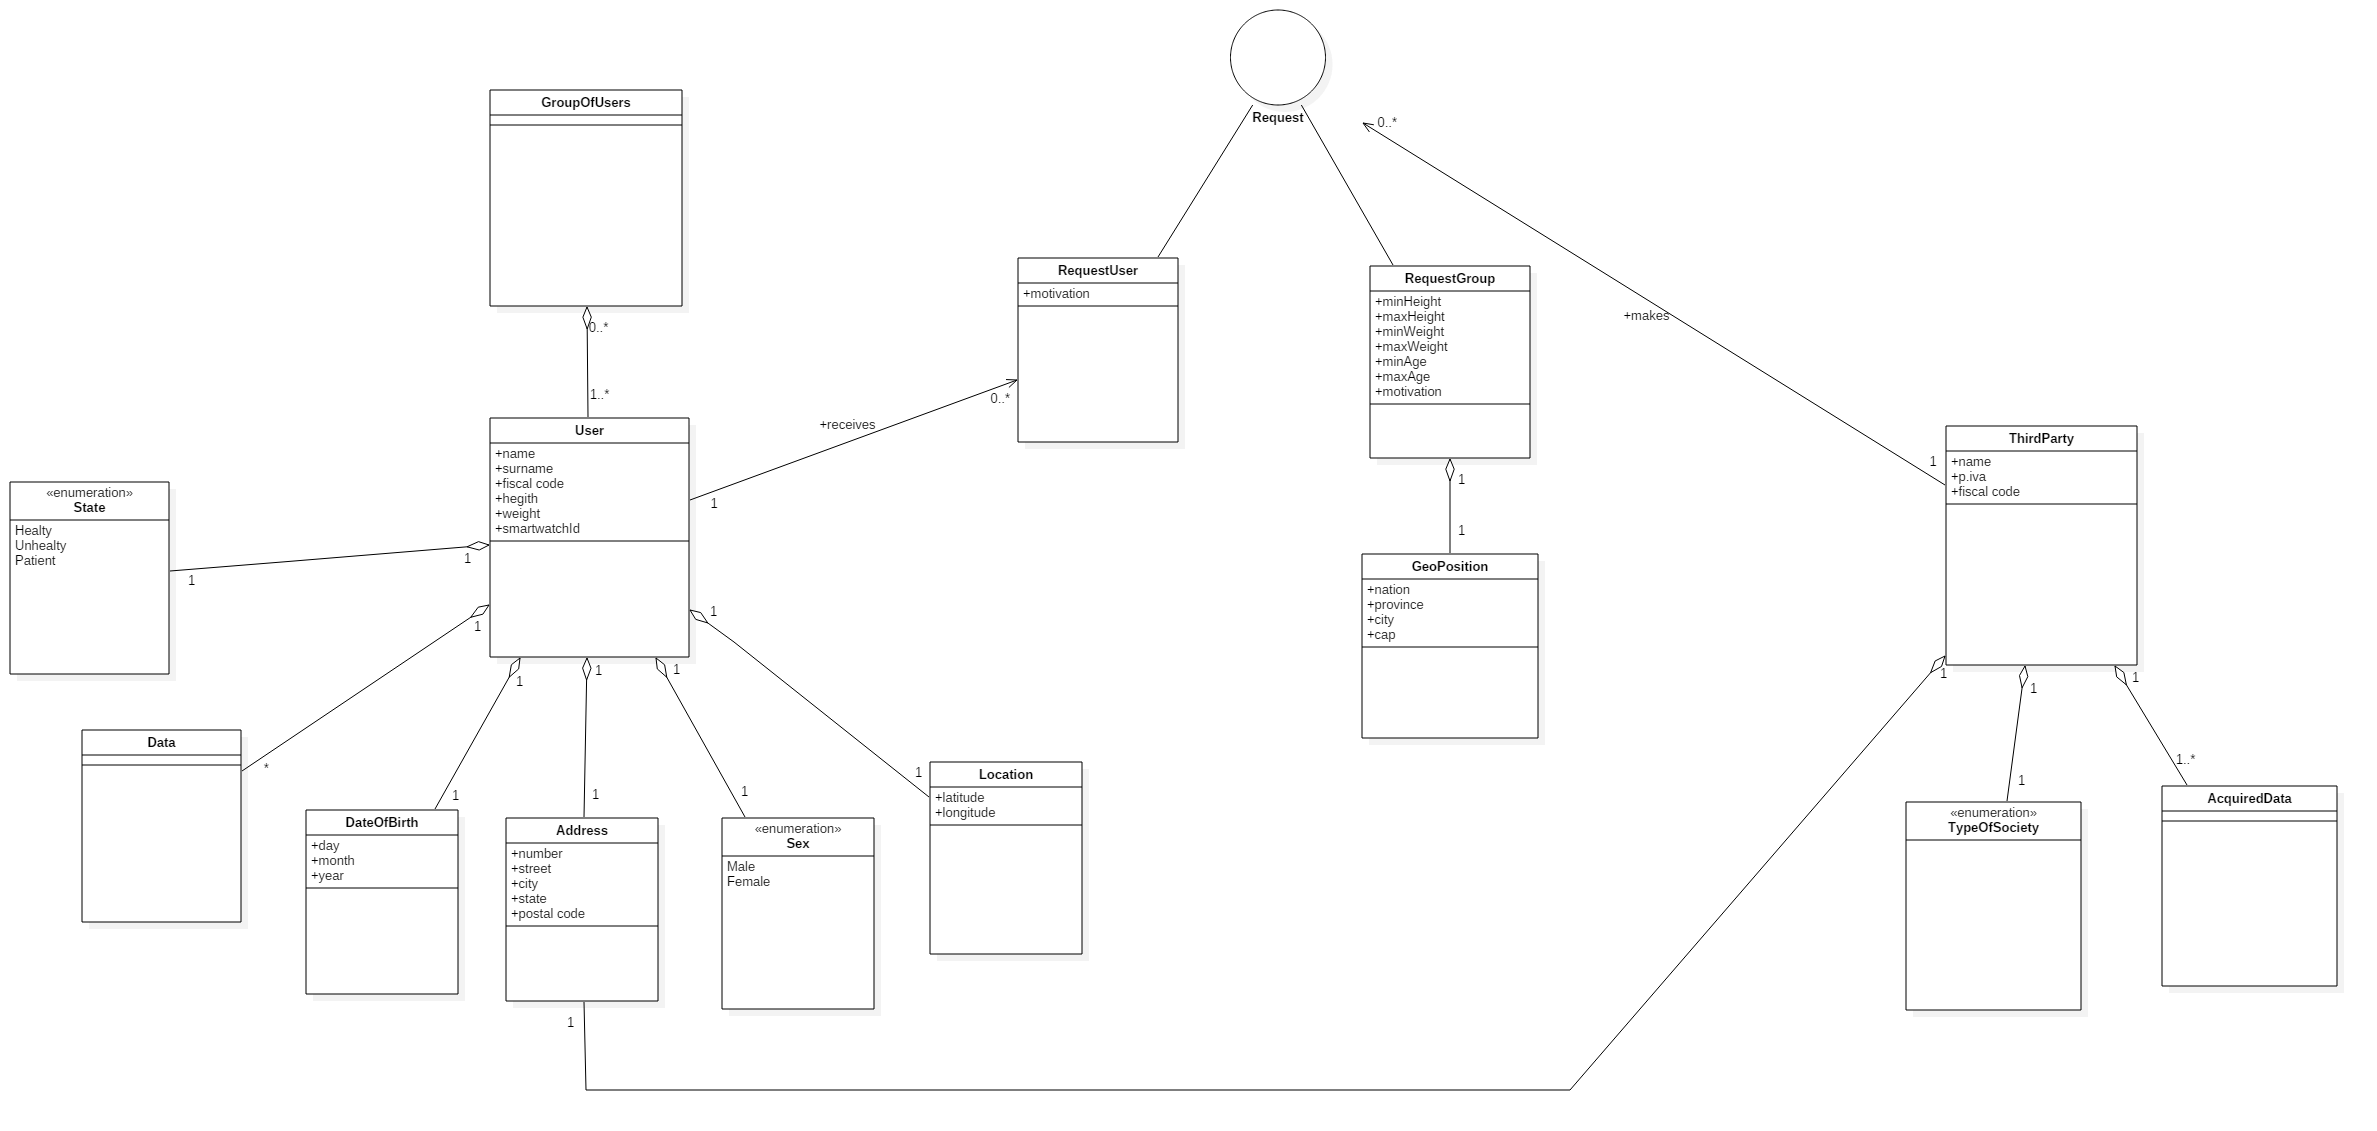 Request
0..*
GroupOfUsers
0..*
1..*
RequestUser
+motivation
RequestGroup
+minHeight
+maxHeight
+minWeight
+maxWeight
+minAge
+maxAge
+motivation
+makes
+receives
0..*
1
User
+name
+surname
+fiscal code
+hegith
+weight
+smartwatchId
1
ThirdParty
+name
+p.iva
+fiscal code
«enumeration»
State
Healty
Unhealty
Patient
1
1
1
1
GeoPosition
+nation
+province
+city
+cap
1
1
1
1
1
1
1
1
1
Data
*
DateOfBirth
+day
+month
+year
1
Address
+number
+street
+city
+state
+postal code
1
«enumeration»
Sex
Male
Female
1
Location
+latitude
+longitude
1
1
«enumeration»
TypeOfSociety
1..*
AcquiredData
1